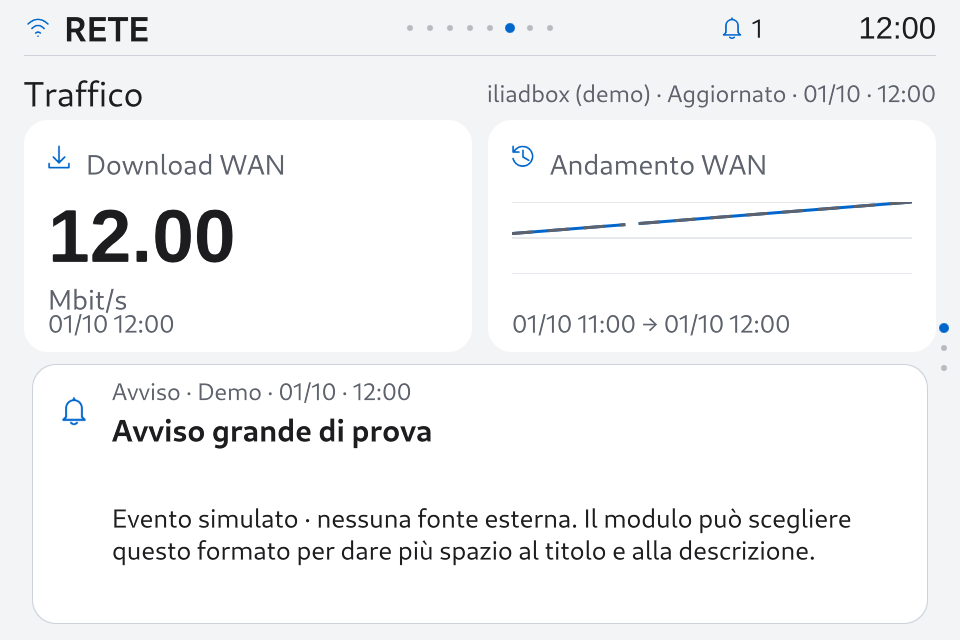 RETE
1
12:00
Traffico
iliadbox (demo) · Aggiornato · 01/10 · 12:00
Download WAN
12.00
Mbit/s
01/10 12:00
Andamento WAN
01/10 11:00 → 01/10 12:00
Avviso · Demo · 01/10 · 12:00
Avviso grande di prova
Evento simulato · nessuna fonte esterna. Il modulo può scegliere
questo formato per dare più spazio al titolo e alla descrizione.